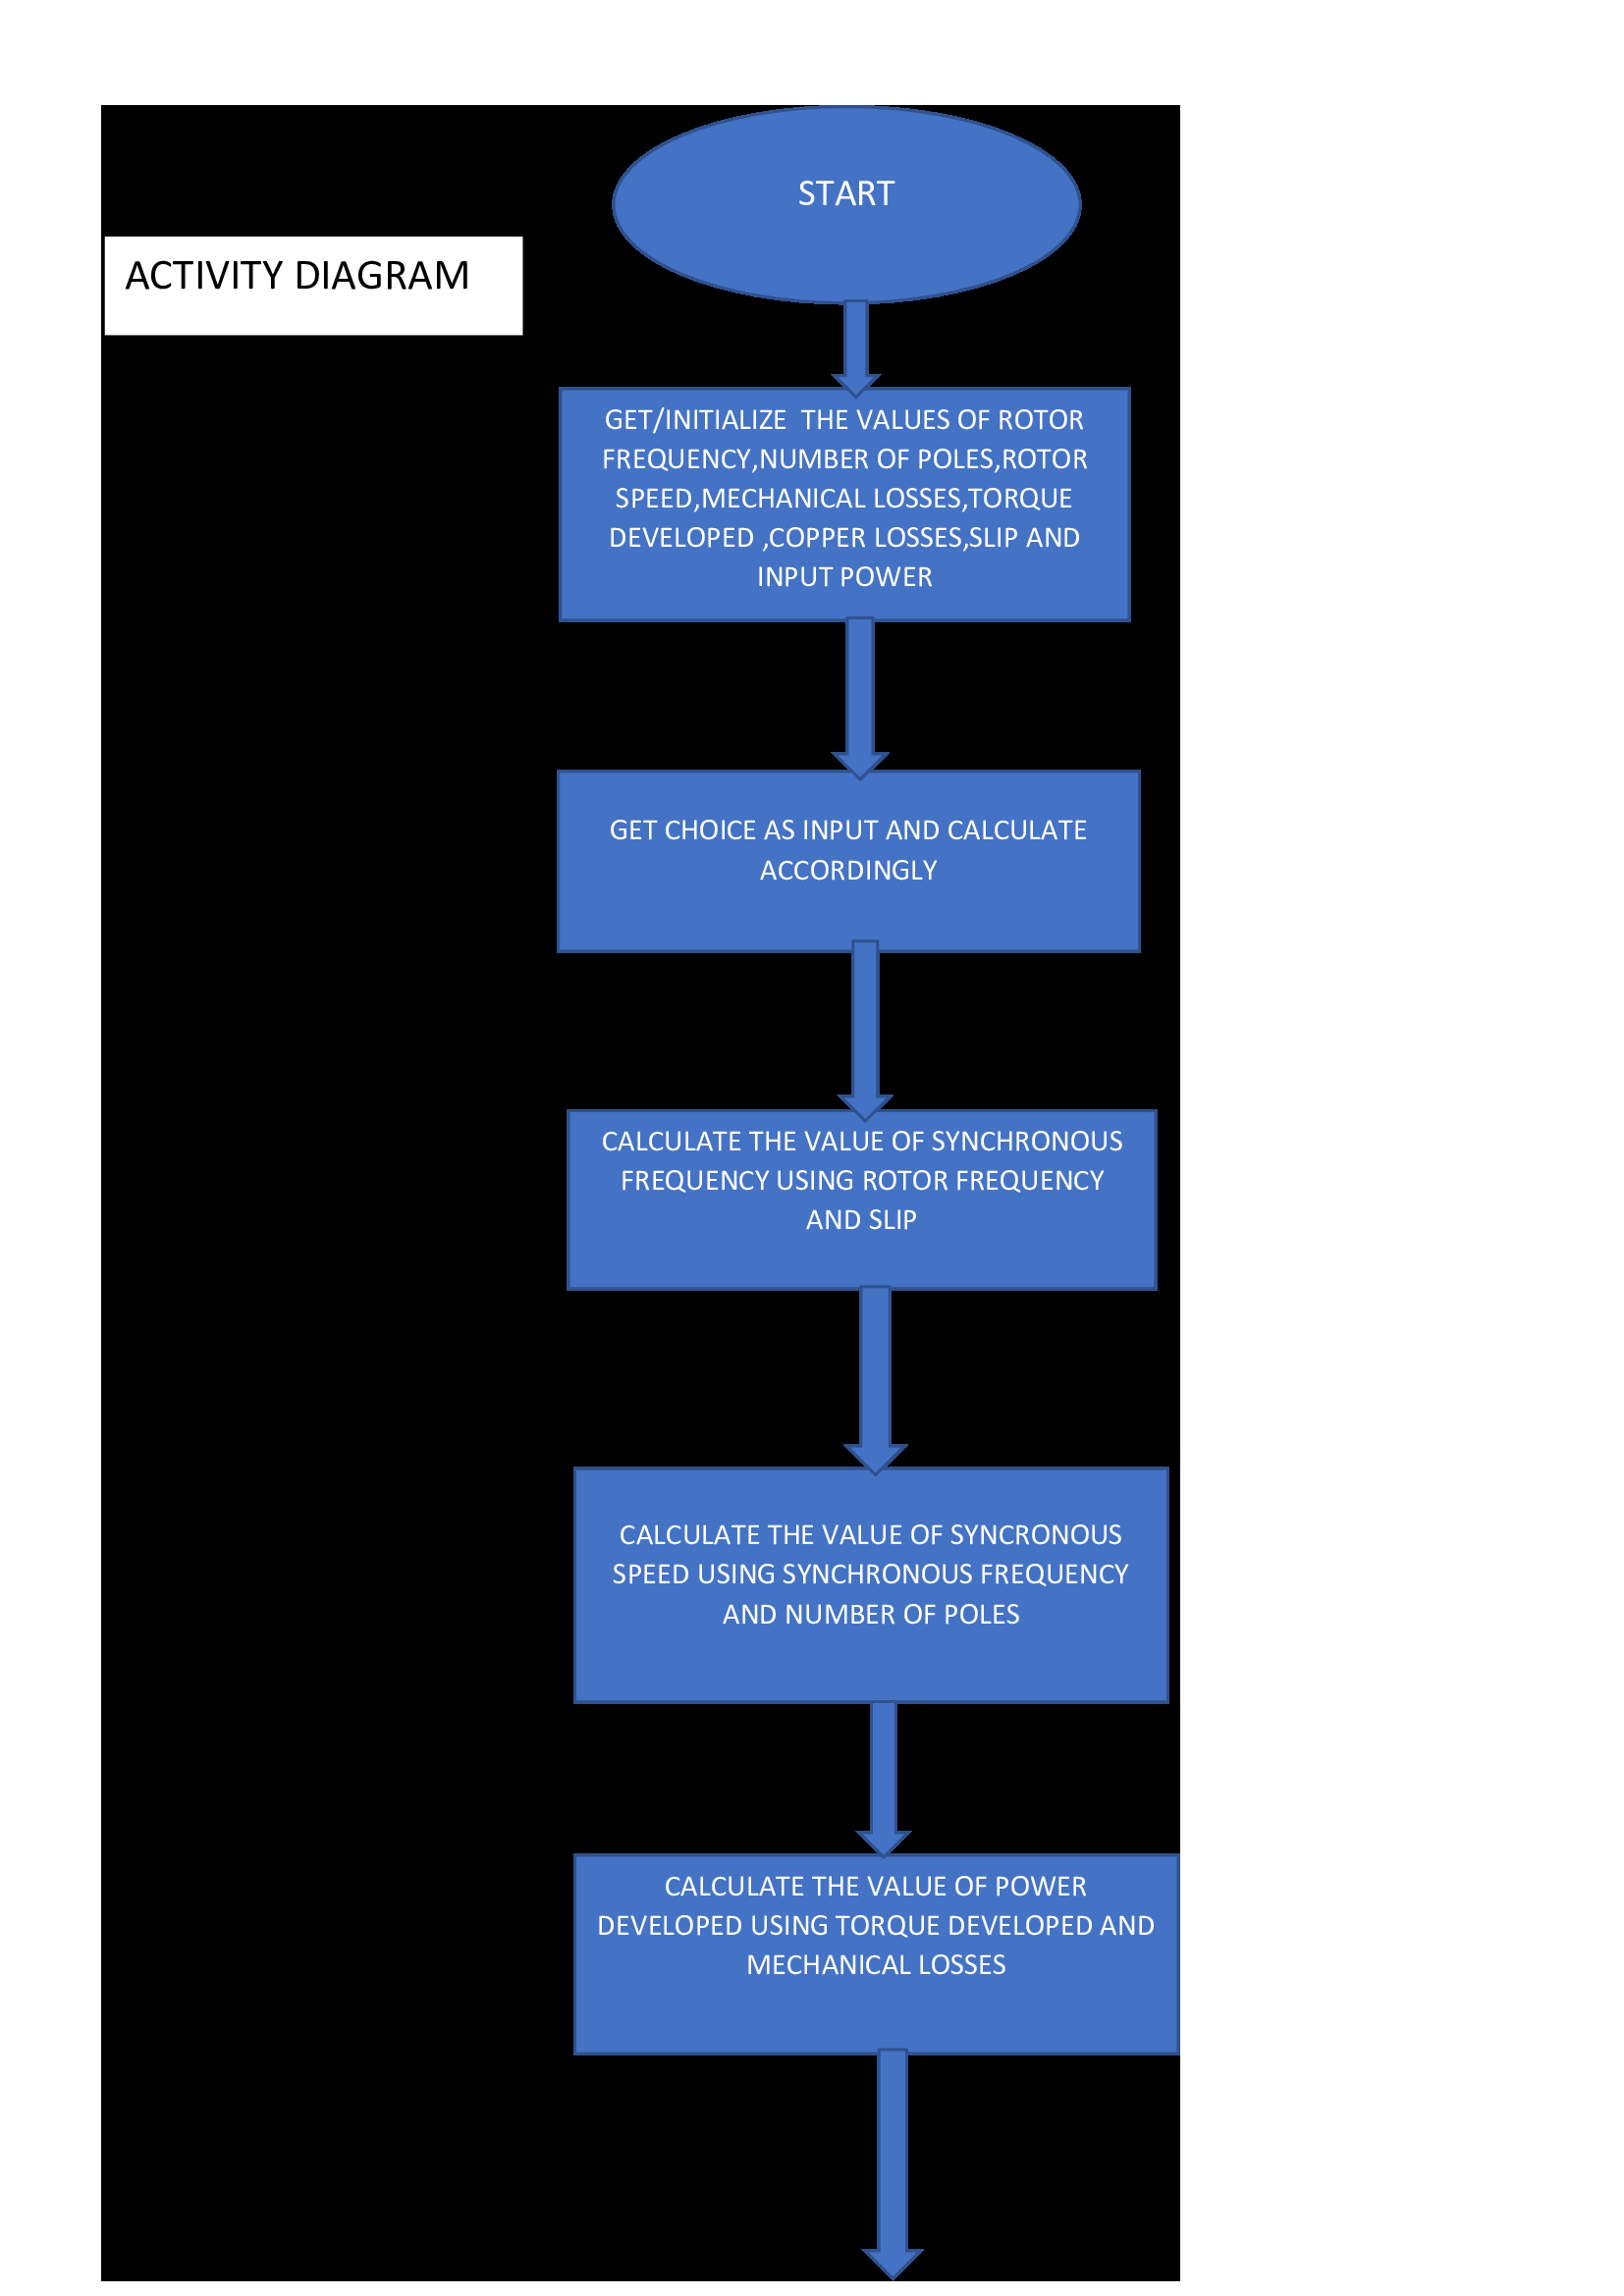 START
ACTIVITY DIAGRAM
GET/INITIALIZE  THE VALUES OF ROTOR
FREQUENCY,NUMBER OF POLES,ROTOR
SPEED,MECHANICAL LOSSES,TORQUE
DEVELOPED ,COPPER LOSSES,SLIP AND
INPUT POWER
GET CHOICE AS INPUT AND CALCULATE
ACCORDINGLY
CALCULATE THE VALUE OF SYNCHRONOUS
FREQUENCY USING ROTOR FREQUENCY
AND SLIP
CALCULATE THE VALUE OF SYNCRONOUS
SPEED USING SYNCHRONOUS FREQUENCY
AND NUMBER OF POLES
CALCULATE THE VALUE OF POWER
DEVELOPED USING TORQUE DEVELOPED AND
MECHANICAL LOSSES